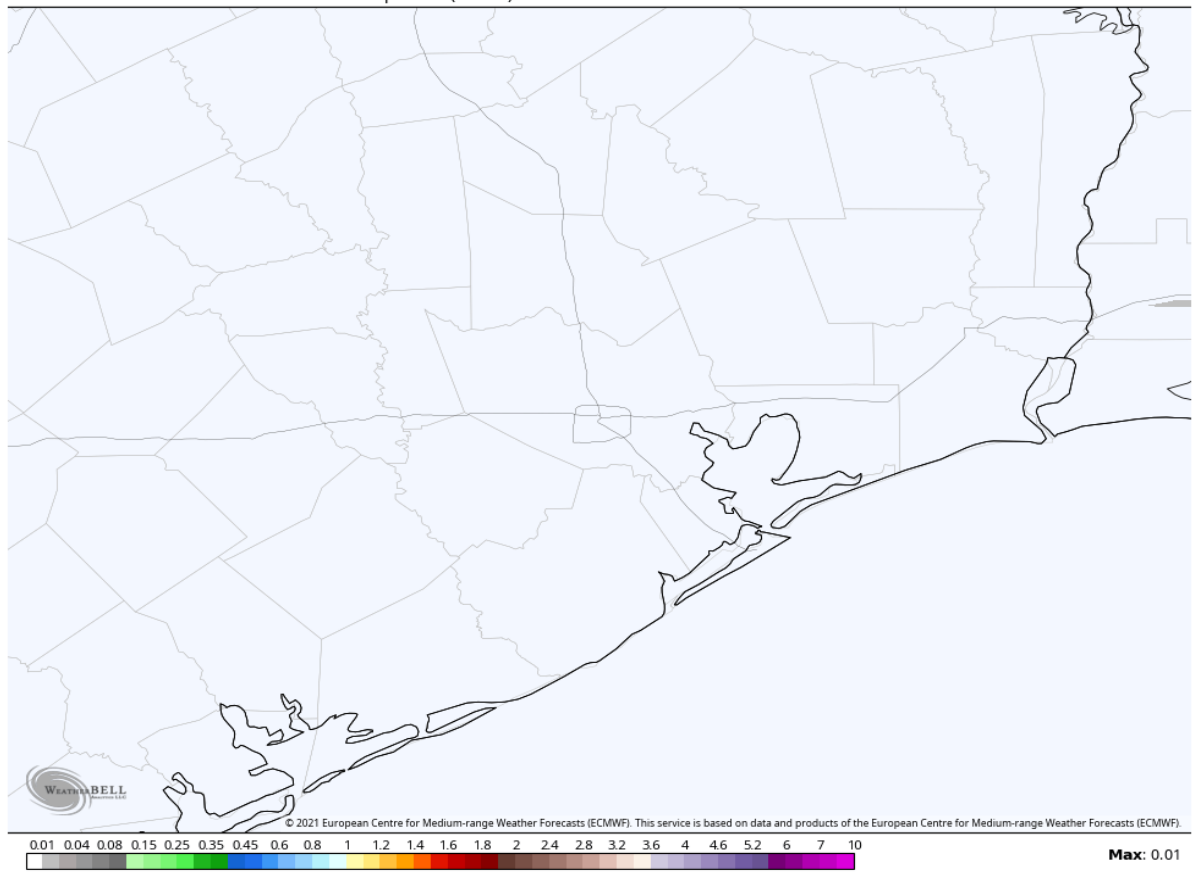 WEATHERBELL
© 2021 European Centre for Medium-range Weather Forecasts (ECMWF). This service is based on data and products of the European Centre for Medium-range Weather Forecasts (ECMWF).
0.01 0.04 0.08 0.15 0.25 0.35 0.45 0.6 0.8 1 1.2 1.4 1.6 1.8 2 2.4 2.8 3.2 3.6 4 4.6 5.2 6 7 10
Max: 0.01